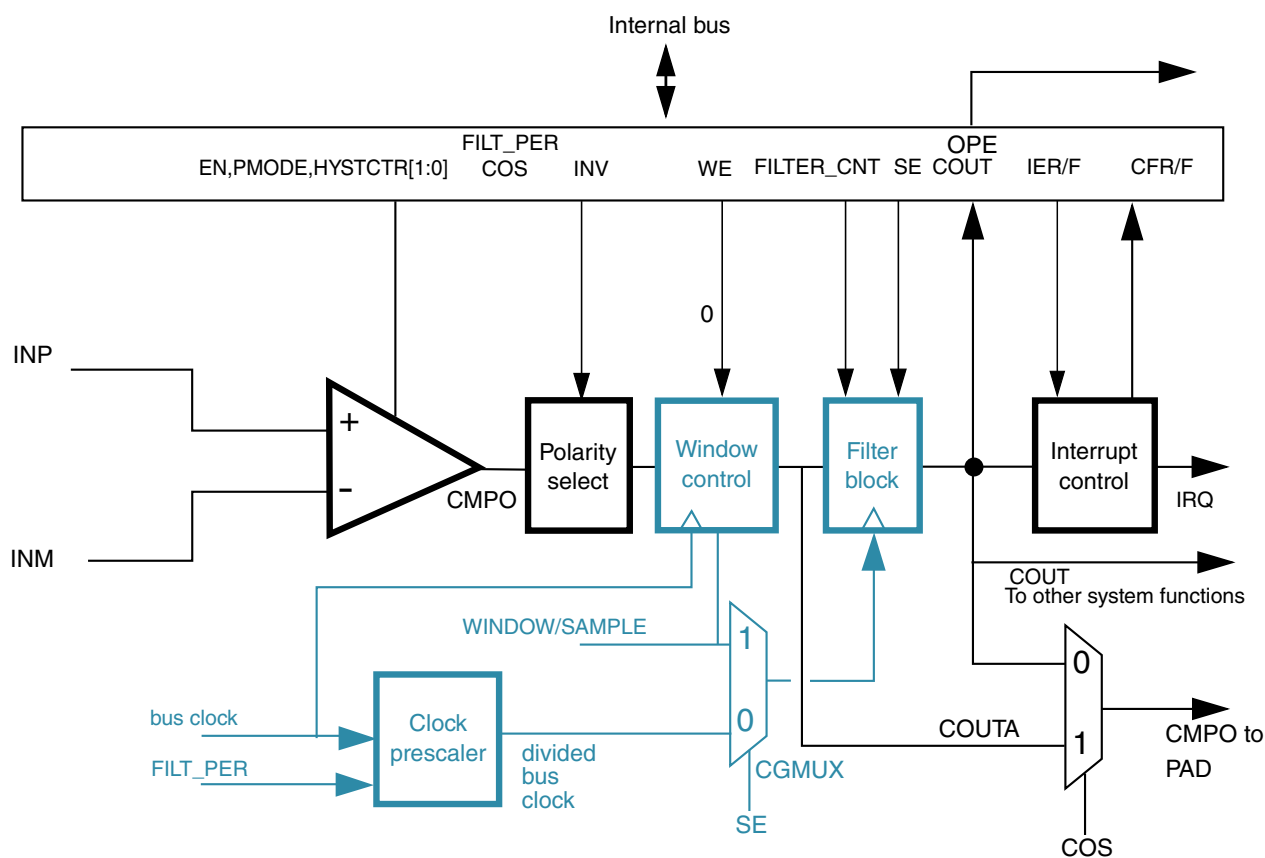 Internal bus
FILT_PER
OPE
EN,PMODE,HYSTCTR[1:0]
COS
INV
WE
FILTER_CNT
SE
COUT
IER/F
CFR/F
0
INP
+
Polarity
select
Window
control
Filter
block
Interrupt
control
-
CMPO
IRQ
INM
COUT
To other system functions
WINDOW/SAMPLE
1
0
bus clock
Clock
prescaler
0
COUTA
1
CMPO to
PAD
FILT_PER
divided
bus
clock
CGMUX
SE
COS